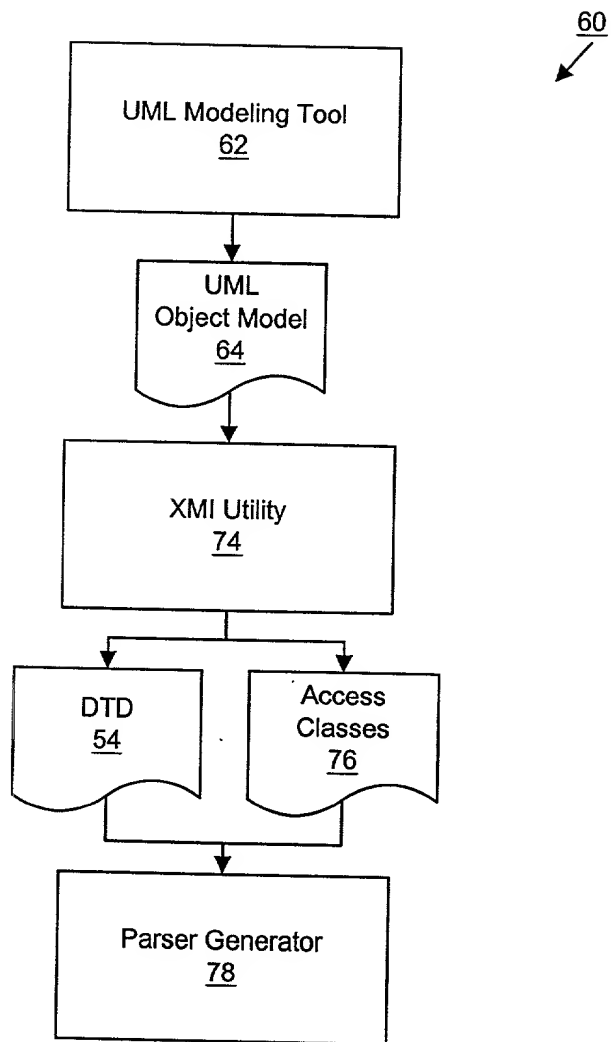 60
UML Modeling Tool
62
UML
Object Model
64
XMI Utility
74
DTD
54
Access
Classes
76
Parser Generator
78